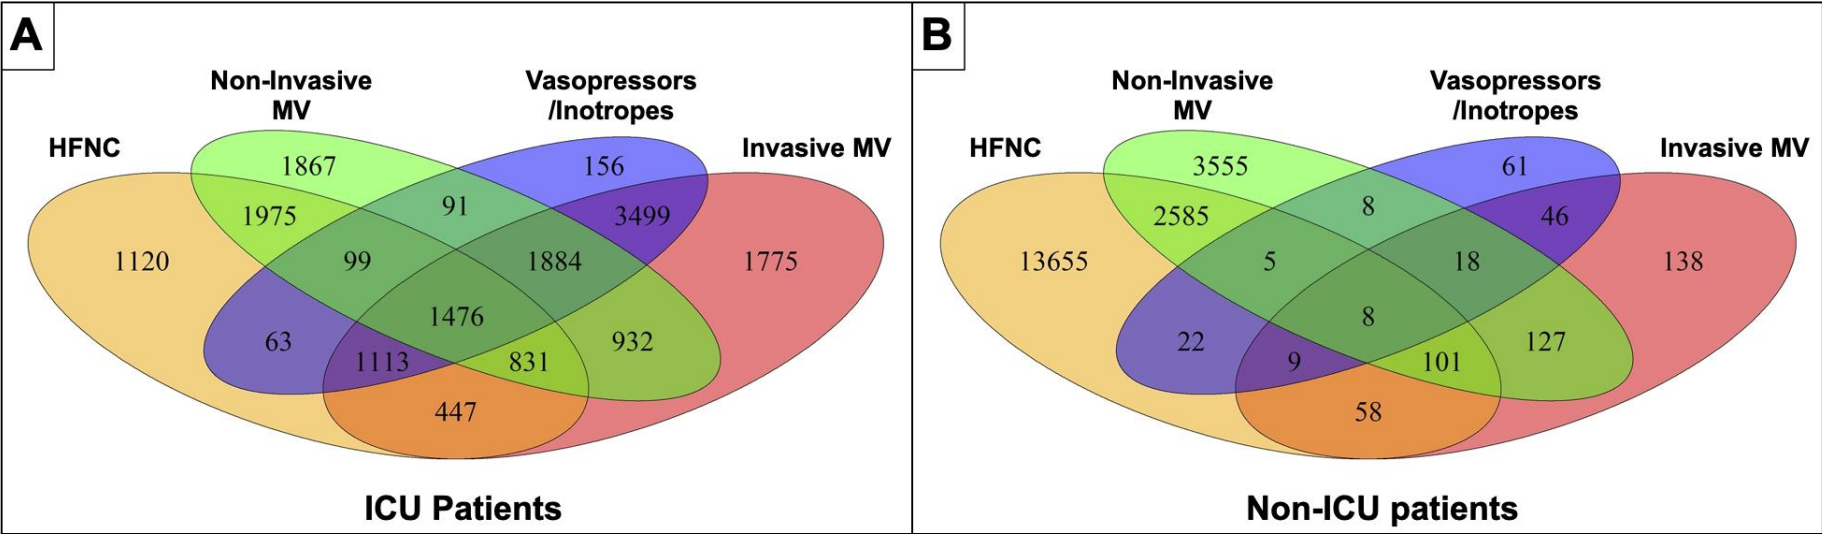 A
Non-Invasive
MV
Vasopressors
/Inotropes
HFNC
Invasive MV
1867
156
1975
91
3499
1120
99
1884
1775
1476
63
932
1113
831
447
ICU Patients
B
Non-Invasive
MV
Vasopressors
/Inotropes
HFNC
Invasive MV
3555
61
2585
8
46
13655
5
18
138
8
22
127
9
101
58
Non-ICU patients